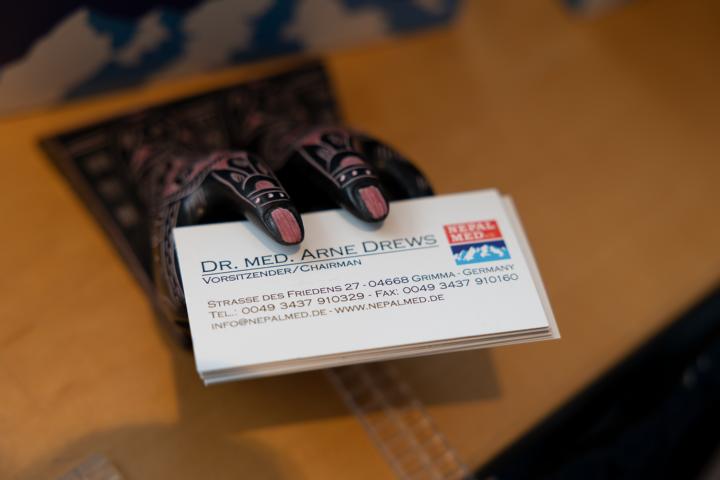 Dr. med. Arne Drews
Vorsitzender/Chairman
Strasse des Friedens 27 - 04668 Grimma - Germany
Tel.: 0049 3437 910329 - Fax: 0049 3437 910160
info@nepalmed.de - www.nepalmed.de
NEPAL
MED